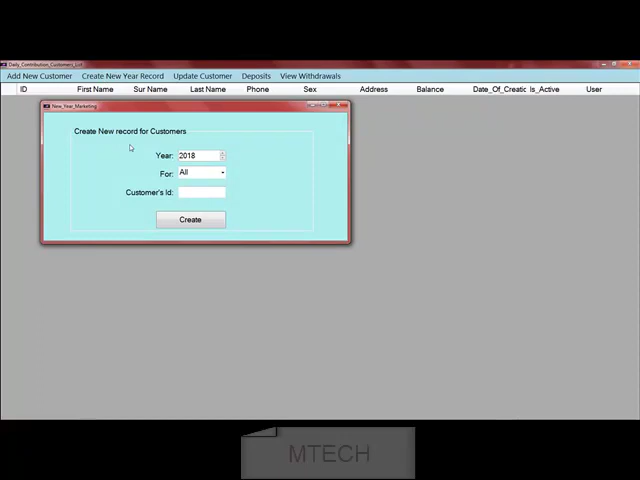 Daily_Contribution_Customers_List
Add New Customer Create New Year Record Update Customer Deposits View Withdrawals
ID First Name Sur Name Last Name Phone Sex Address Balance Date_Of_Creatic Is_Active User
New_Year_Marketing
Create New record for Customers
Year: 2018
For: All
Customer's Id:
Create
MTECH